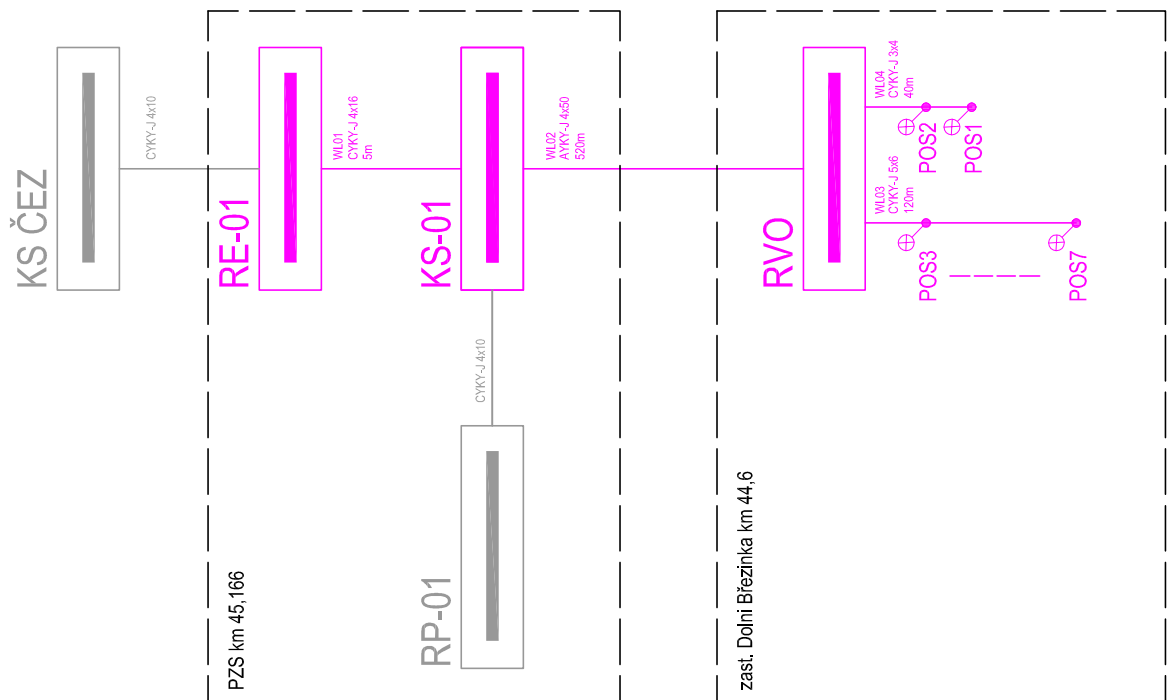 KS ČEZ
CYKY-J 4x10
RE-01
WL01
CYKY-J 4x16
5m
KS-01
WL02
AYKY-J 4x50
520m
RVO
WL04
CYKY-J 3x4
40m
POS2
POS1
WL03
CYKY-J 5x6
120m
POS3
POS7
CYKY-J 4x10
RP-01
PZS km 45,166
zast. Dolni Březinka km 44,6